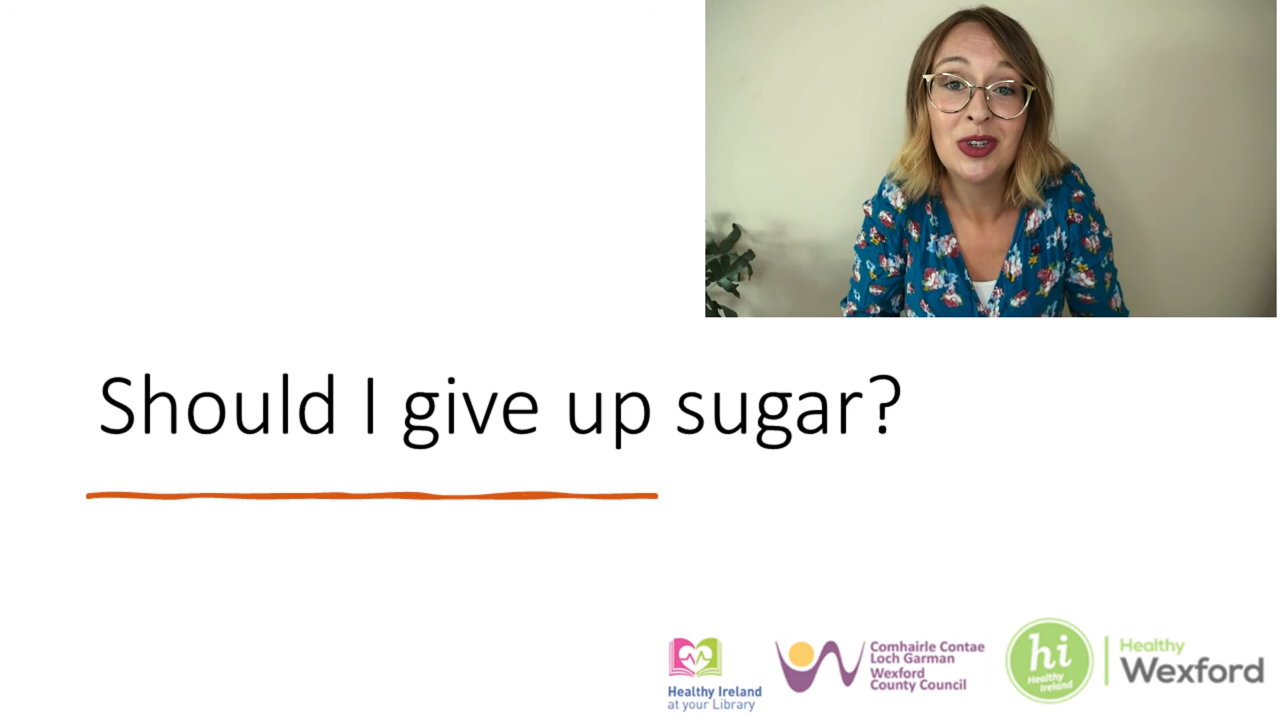 Should I give up sugar?
Healthy Ireland
at your Library
Comhairle Contae
Loch Garman
Wexford
County Council
hi
Healthy
Ireland
Healthy
Wexford